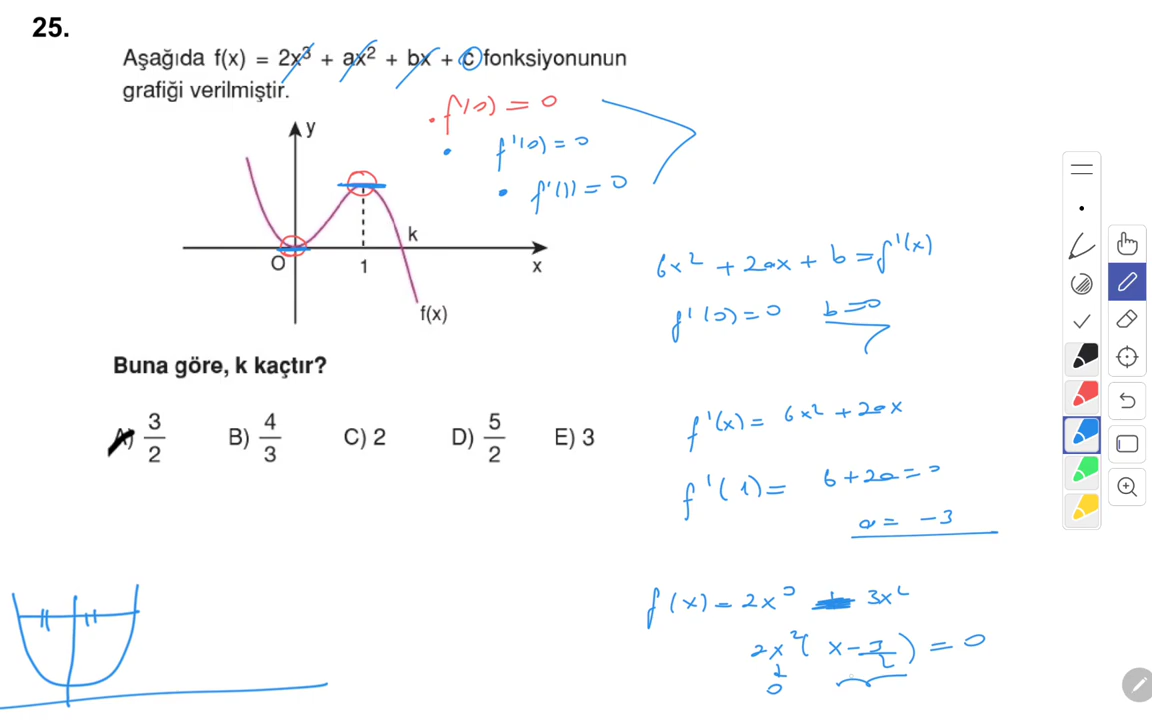 25.
Aşağıda f(x) = 2x³ + ax² + bx + c fonksiyonunun
grafiği verilmiştir.
• f(0) = 0
• f'(0) = 0
• f'(1) = 0
y
k
O
1
x
f(x)
6x² + 2ax + b = f'(x)
f'(0) = 0 b = 0
Buna göre, k kaçtır?
A) 3/2 B) 4/3 C) 2 D) 5/2 E) 3
f'(x) = 6x² + 2ax
f'(1) = 6 + 2a = 0
a = -3
f(x) = 2x³ - 3x²
2x²(x - 3/2) = 0
0